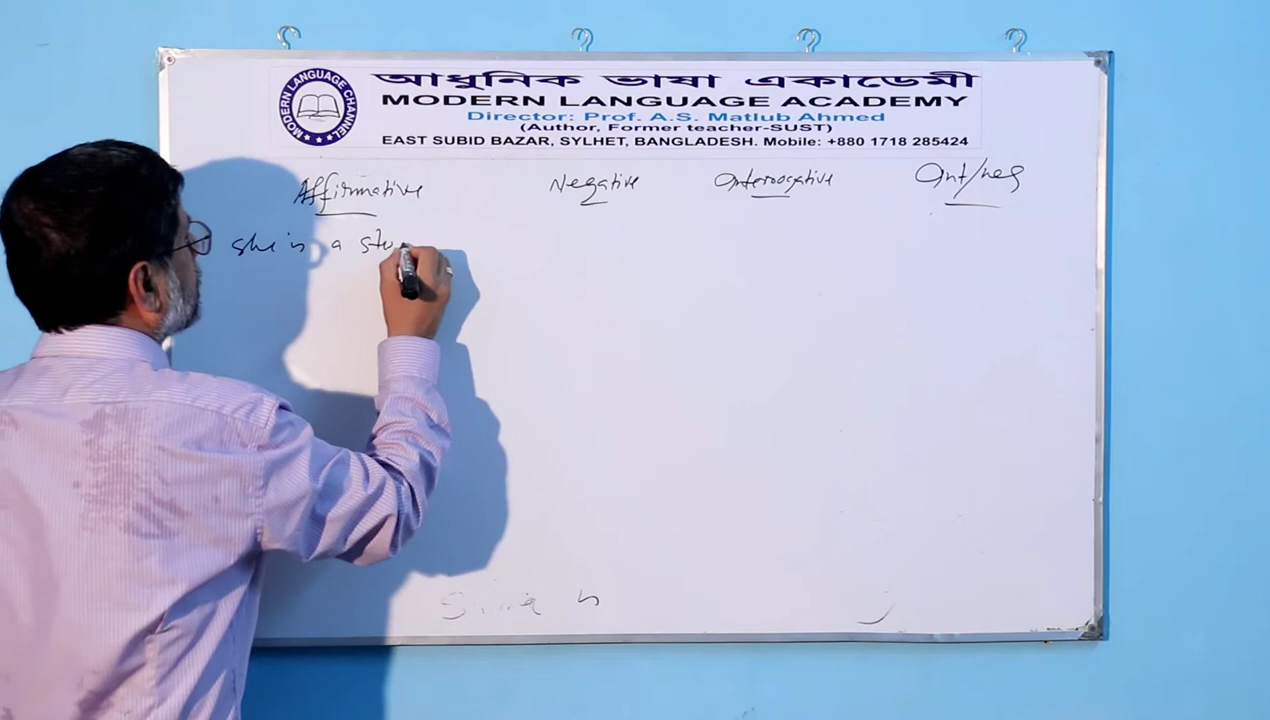 আধুনিক ভাষা একাডেমী
MODERN LANGUAGE ACADEMY
Director: Prof. A.S. Matlub Ahmed
(Author, Former teacher-SUST)
EAST SUBID BAZAR, SYLHET, BANGLADESH. Mobile: +880 1718 285424
MODERN LANGUAGE CHANNEL
Affirmative Negative Interrogative Int/neg
she is a stu